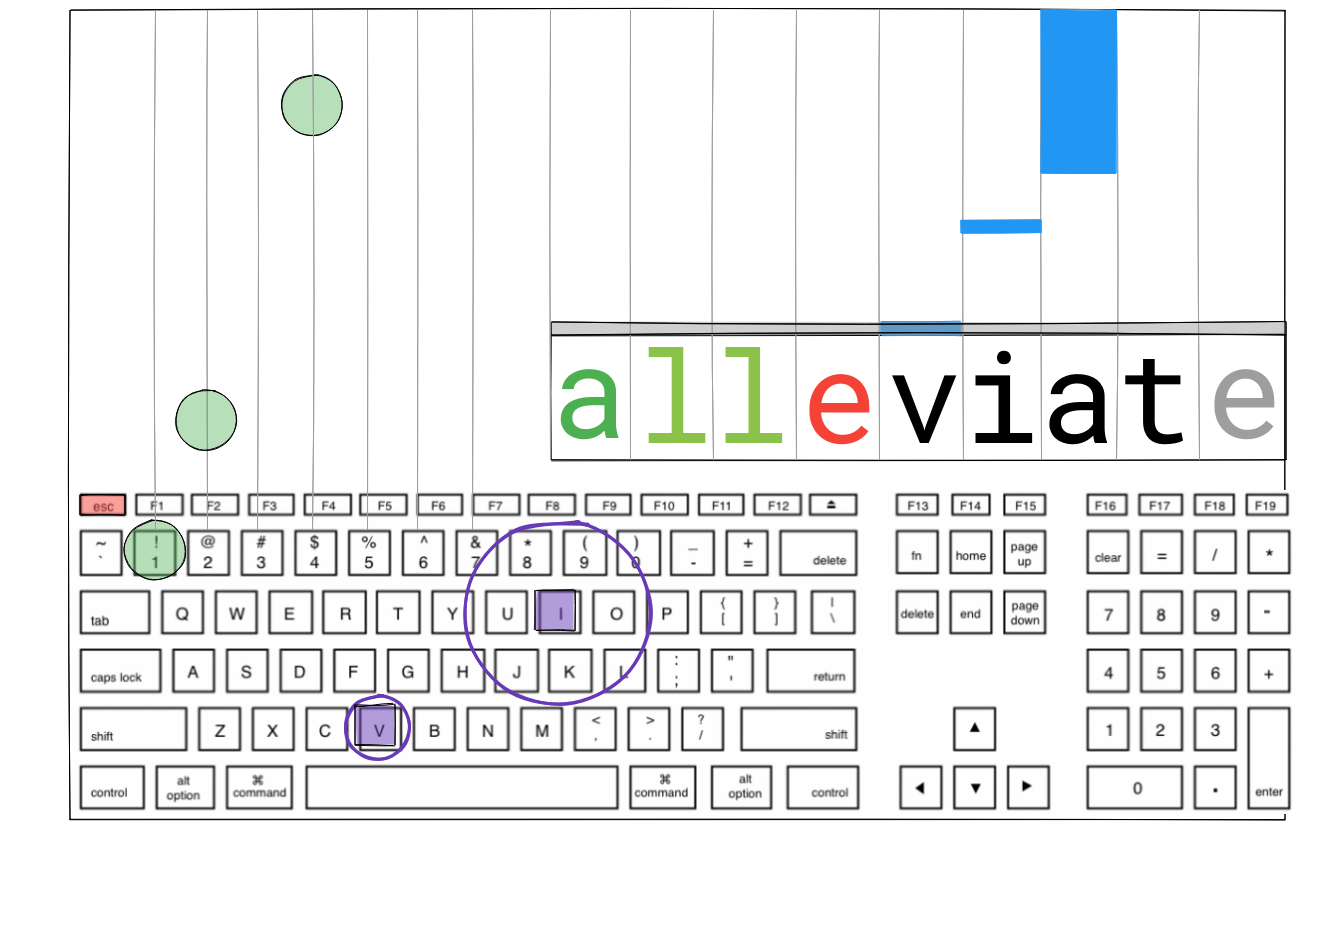 alleviate
esc F1 F2 F3 F4 F5 F6 F7 F8 F9 F10 F11 F12 ⏏ F13 F14 F15 F16 F17 F18 F19
~ ` ! 1 @ 2 # 3 $ 4 % 5 ^ 6 & 7 * 8 ( 9 ) 0 _ - + = delete fn home page up clear = / *
tab Q W E R T Y U I O P { [ } ] | \ delete end page down 7 8 9 -
caps lock A S D F G H J K L : ; " ' return 4 5 6 +
shift Z X C V B N M < , > . ? / shift ▲ 1 2 3
control alt option ⌘ command ⌘ command alt option control ◀ ▼ ▶ 0 . enter